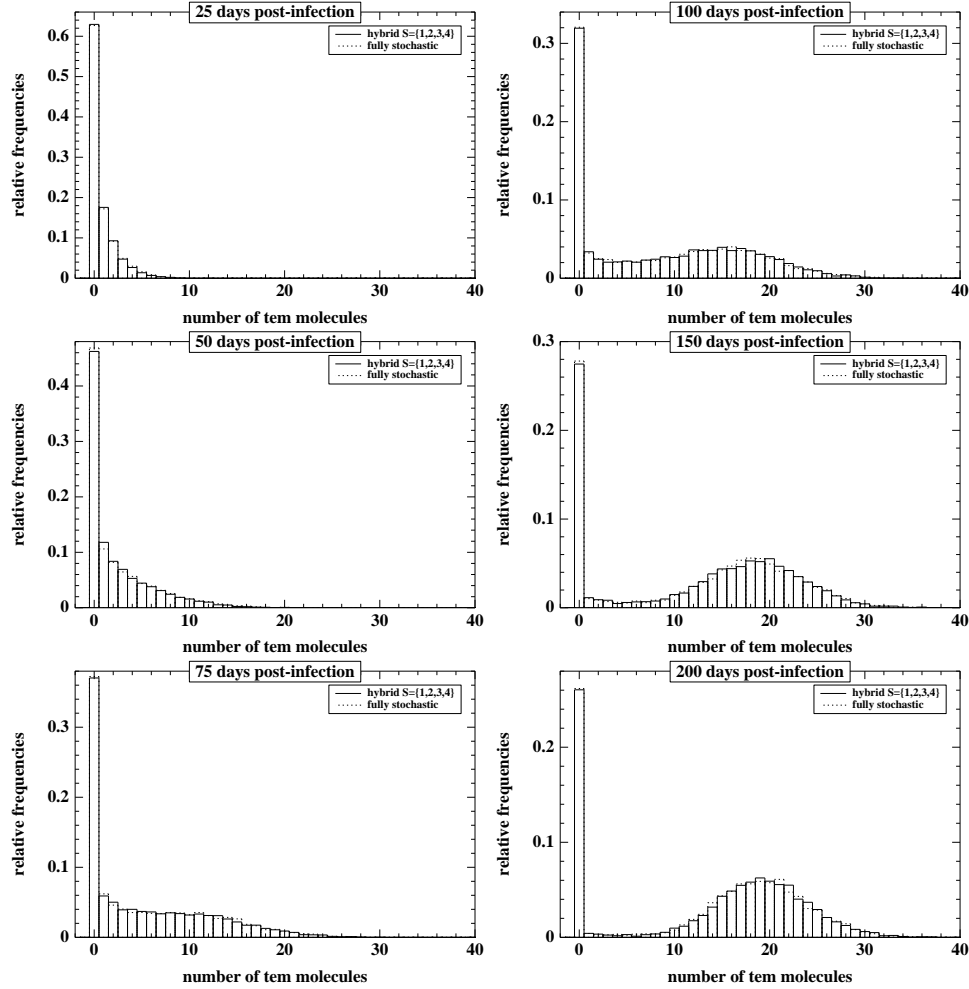 25 days post-infection
hybrid S={1,2,3,4}
fully stochastic
relative frequencies
0.6
0.5
0.4
0.3
0.2
0.1
0
0 10 20 30 40
number of tem molecules
100 days post-infection
hybrid S={1,2,3,4}
fully stochastic
relative frequencies
0.3
0.2
0.1
0
0 10 20 30 40
number of tem molecules
50 days post-infection
hybrid S={1,2,3,4}
fully stochastic
relative frequencies
0.4
0.3
0.2
0.1
0
0 10 20 30 40
number of tem molecules
150 days post-infection
hybrid S={1,2,3,4}
fully stochastic
relative frequencies
0.3
0.2
0.1
0
0 10 20 30 40
number of tem molecules
75 days post-infection
hybrid S={1,2,3,4}
fully stochastic
relative frequencies
0.3
0.2
0.1
0
0 10 20 30 40
number of tem molecules
200 days post-infection
hybrid S={1,2,3,4}
fully stochastic
relative frequencies
0.2
0.1
0
0 10 20 30 40
number of tem molecules